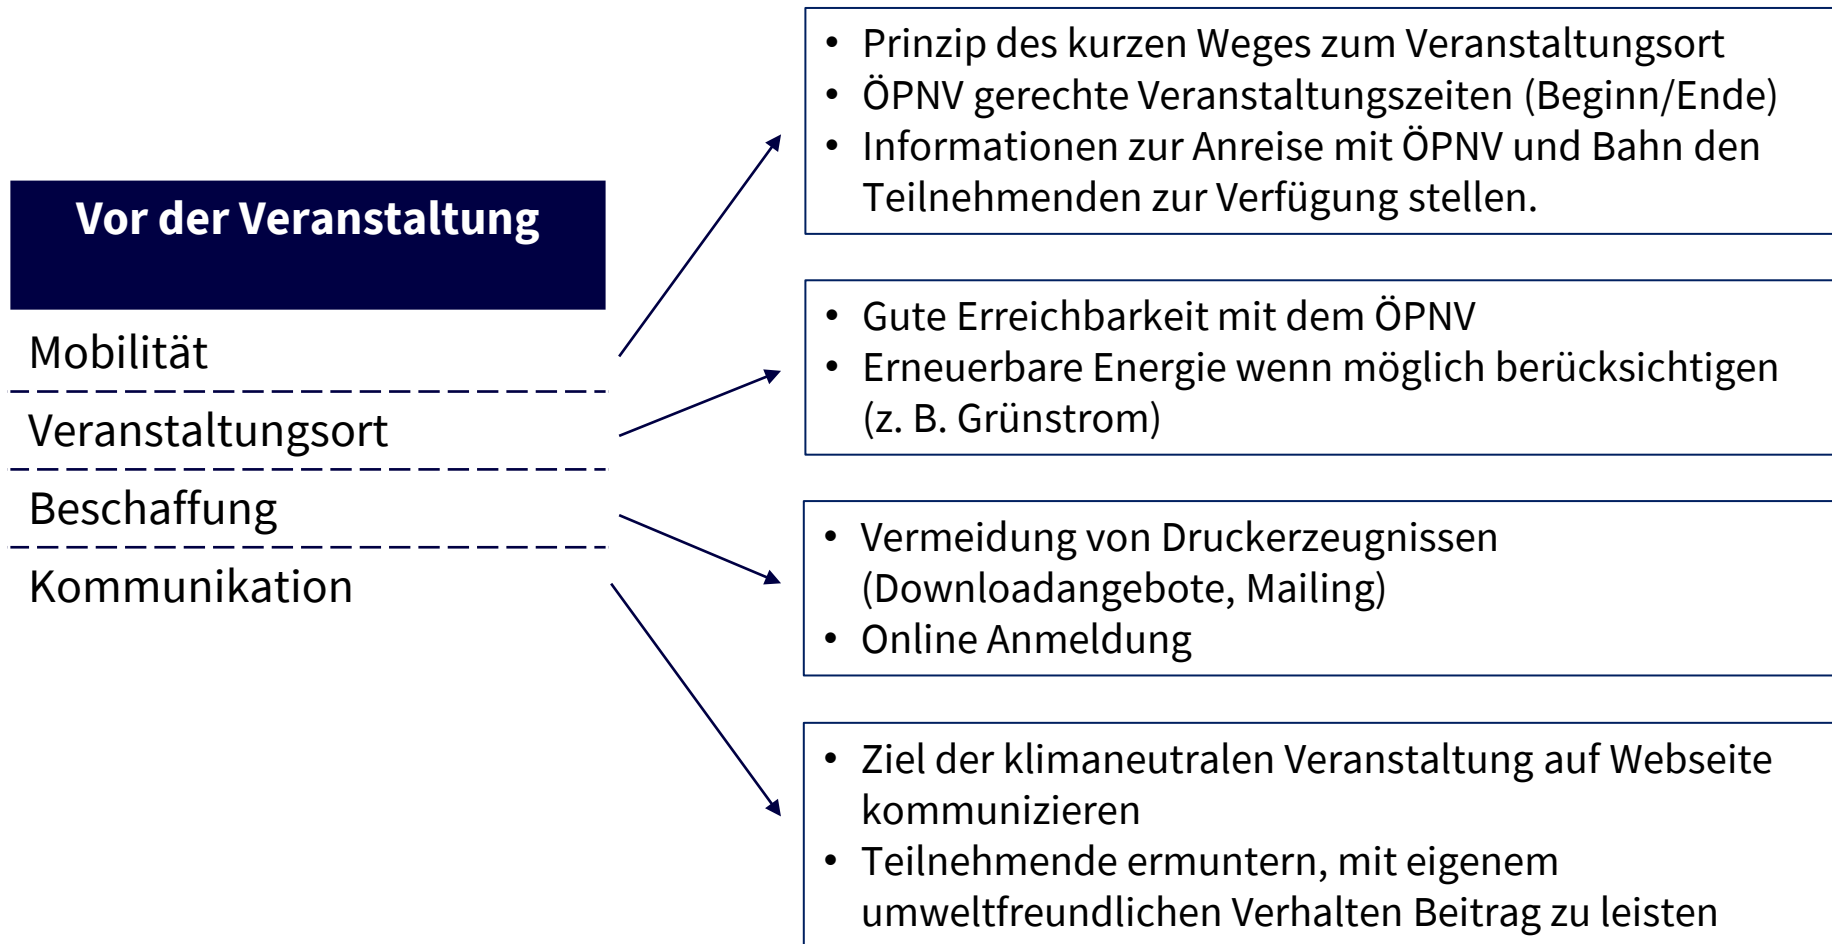 Vor der Veranstaltung
Mobilität
Veranstaltungsort
Beschaffung
Kommunikation
• Prinzip des kurzen Weges zum Veranstaltungsort
• ÖPNV gerechte Veranstaltungszeiten (Beginn/Ende)
• Informationen zur Anreise mit ÖPNV und Bahn den
Teilnehmenden zur Verfügung stellen.
• Gute Erreichbarkeit mit dem ÖPNV
• Erneuerbare Energie wenn möglich berücksichtigen
(z. B. Grünstrom)
• Vermeidung von Druckerzeugnissen
(Downloadangebote, Mailing)
• Online Anmeldung
• Ziel der klimaneutralen Veranstaltung auf Webseite
kommunizieren
• Teilnehmende ermuntern, mit eigenem
umweltfreundlichen Verhalten Beitrag zu leisten